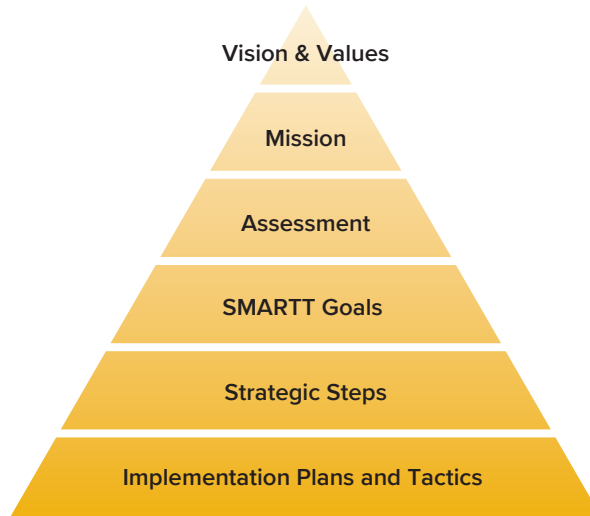 Vision & Values
Mission
Assessment
SMARTT Goals
Strategic Steps
Implementation Plans and Tactics